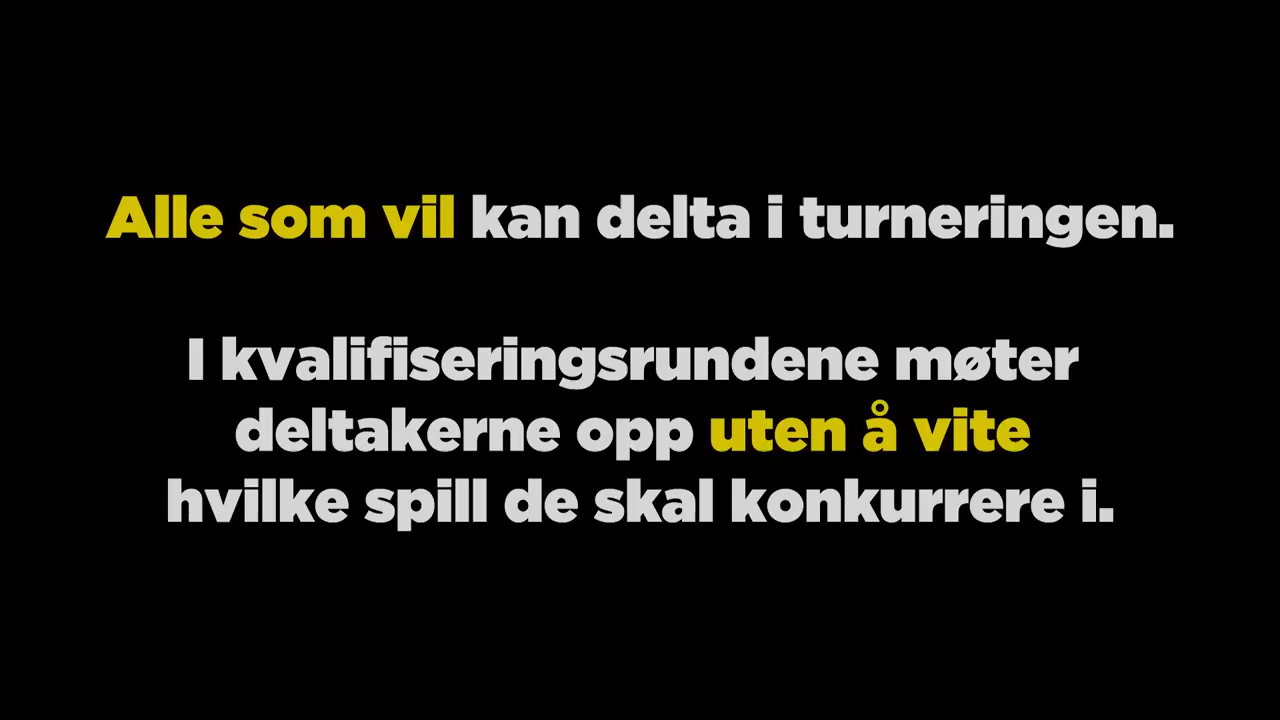 Alle som vil kan delta i turneringen.
I kvalifiseringsrundene møter
deltakerne opp uten å vite
hvilke spill de skal konkurrere i.